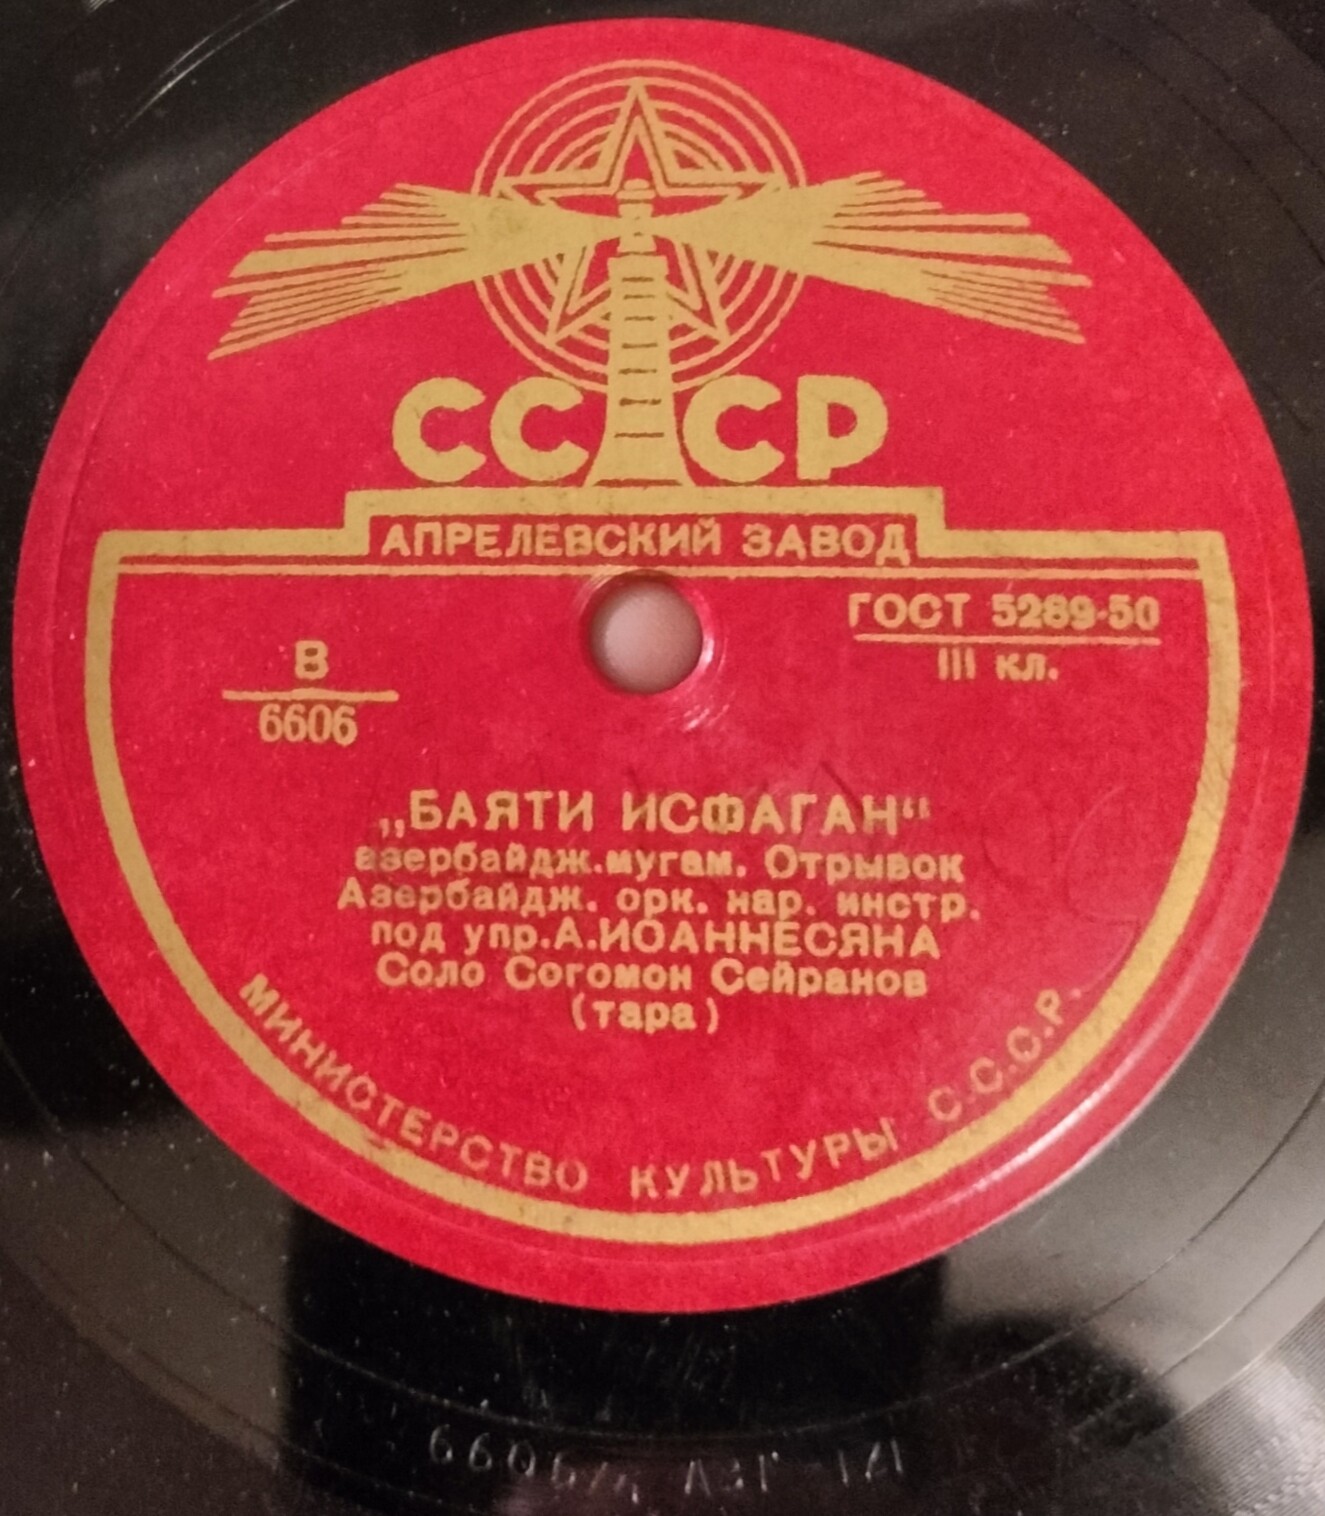 СССР
АПРЕЛЕВСКИЙ ЗАВОД
ГОСТ 5289-50
III кл.
В
6606
„БАЯТИ ИСФАГАН“
азербайдж.мугам. Отрывок
Азербайдж. орк. нар. инстр.
под упр.А.ИОАННЕСЯНА
Соло Согомон Сейранов
(тара)
МИНИСТЕРСТВО КУЛЬТУРЫ С.С.С.Р.